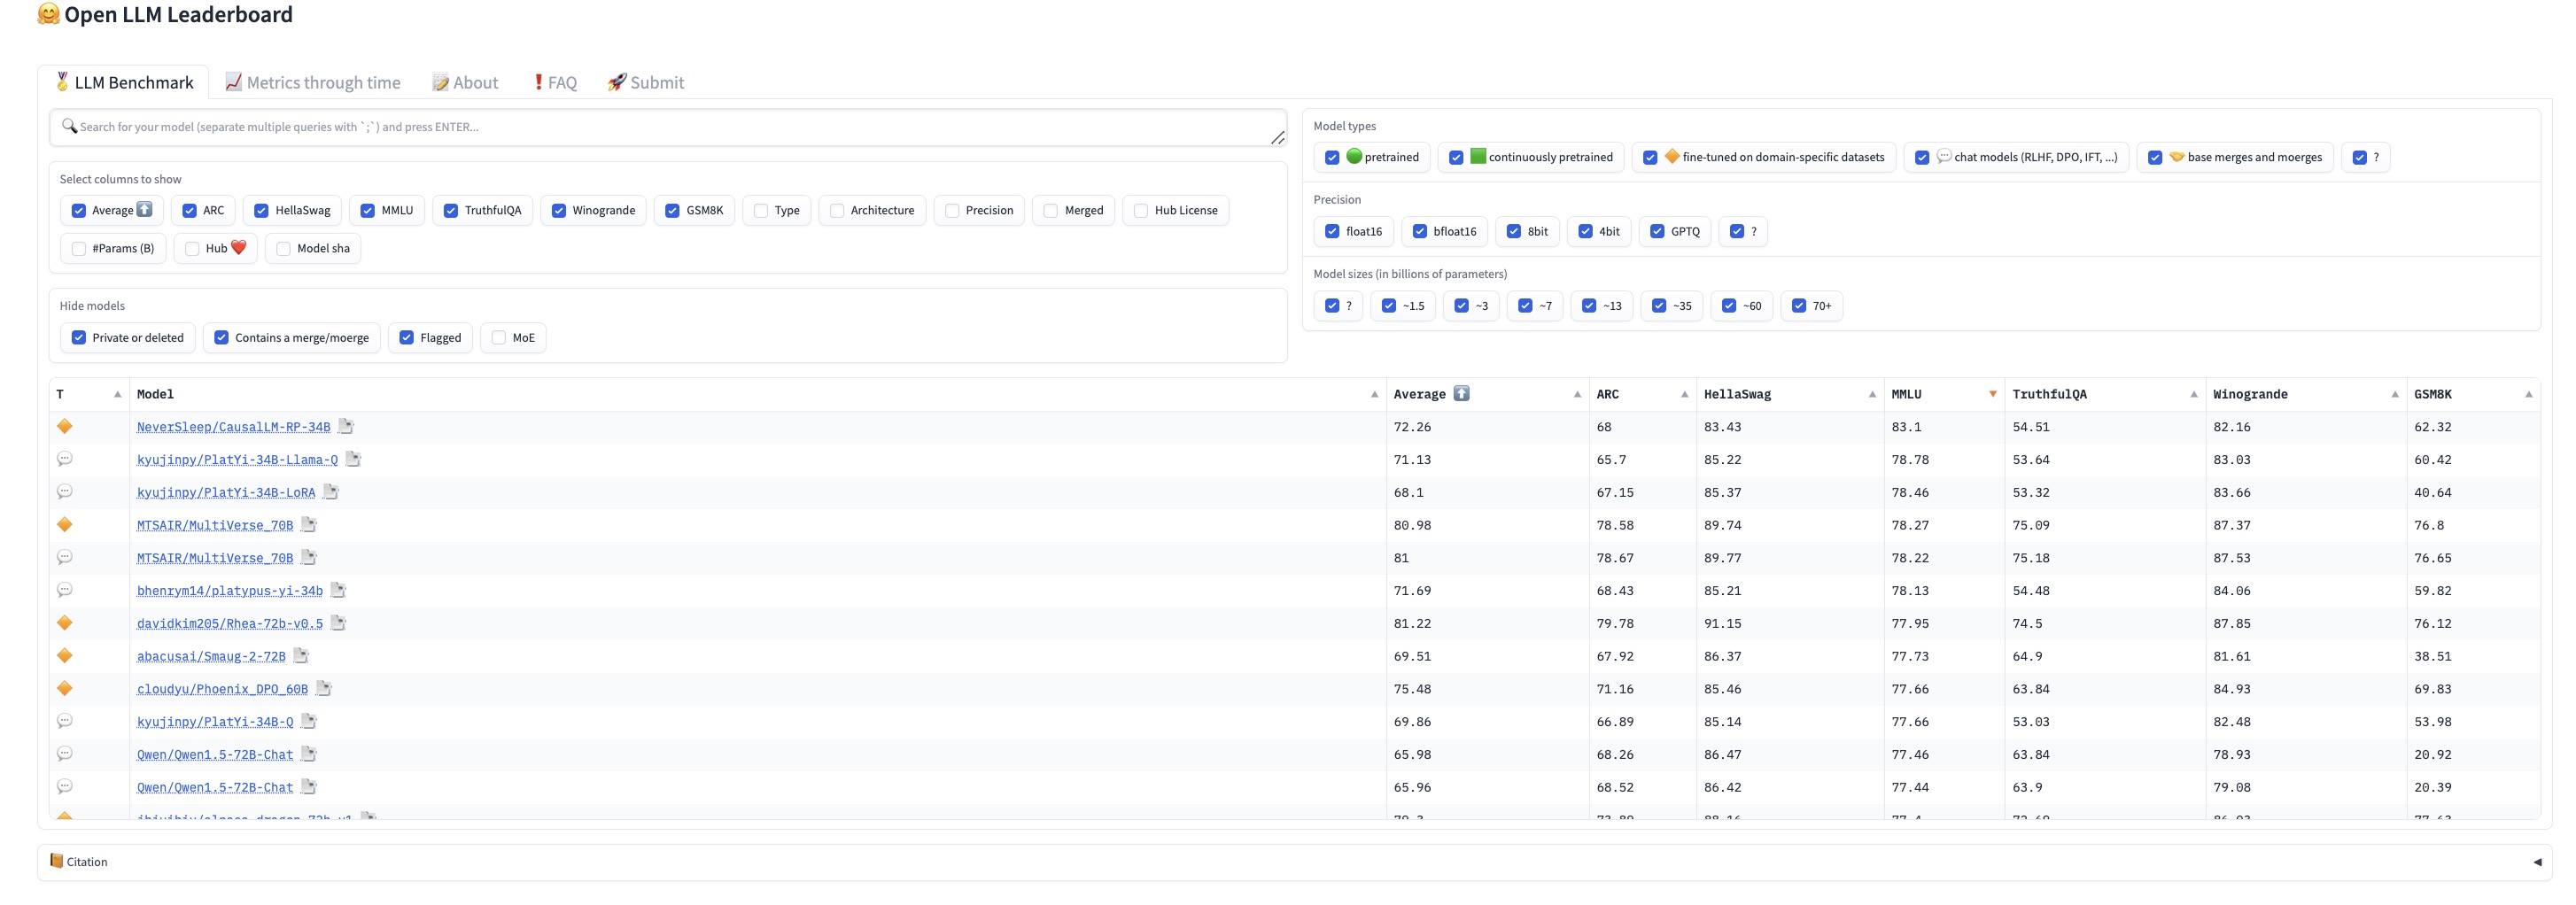 🤗 Open LLM Leaderboard
🏅 LLM Benchmark 📈 Metrics through time 📝 About ❗ FAQ 🚀 Submit
🔍 Search for your model (separate multiple queries with `;`) and press ENTER...
Select columns to show
Average ⬆️ ARC HellaSwag MMLU TruthfulQA Winogrande GSM8K Type Architecture Precision Merged Hub License
#Params (B) Hub ❤️ Model sha
Hide models
Private or deleted Contains a merge/moerge Flagged MoE
Model types
🟢 pretrained 🟩 continuously pretrained 🔶 fine-tuned on domain-specific datasets 💬 chat models (RLHF, DPO, IFT, ...) 🤝 base merges and moerges ?
Precision
float16 bfloat16 8bit 4bit GPTQ ?
Model sizes (in billions of parameters)
? ~1.5 ~3 ~7 ~13 ~35 ~60 70+
T Model Average ⬆️ ARC HellaSwag MMLU TruthfulQA Winogrande GSM8K
🔶 NeverSleep/CausalLM-RP-34B 📑 72.26 68 83.43 83.1 54.51 82.16 62.32
💬 kyujinpy/PlatYi-34B-Llama-Q 📑 71.13 65.7 85.22 78.78 53.64 83.03 60.42
💬 kyujinpy/PlatYi-34B-LoRA 📑 68.1 67.15 85.37 78.46 53.32 83.66 40.64
🔶 MTSAIR/MultiVerse_70B 📑 80.98 78.58 89.74 78.27 75.09 87.37 76.8
💬 MTSAIR/MultiVerse_70B 📑 81 78.67 89.77 78.22 75.18 87.53 76.65
💬 bhenrym14/platypus-yi-34b 📑 71.69 68.43 85.21 78.13 54.48 84.06 59.82
🔶 davidkim205/Rhea-72b-v0.5 📑 81.22 79.78 91.15 77.95 74.5 87.85 76.12
🔶 abacusai/Smaug-2-72B 📑 69.51 67.92 86.37 77.73 64.9 81.61 38.51
🔶 cloudyu/Phoenix_DPO_60B 📑 75.48 71.16 85.46 77.66 63.84 84.93 69.83
💬 kyujinpy/PlatYi-34B-Q 📑 69.86 66.89 85.14 77.66 53.03 82.48 53.98
💬 Qwen/Qwen1.5-72B-Chat 📑 65.98 68.26 86.47 77.46 63.84 78.93 20.92
💬 Qwen/Qwen1.5-72B-Chat 📑 65.96 68.52 86.42 77.44 63.9 79.08 20.39
📙 Citation